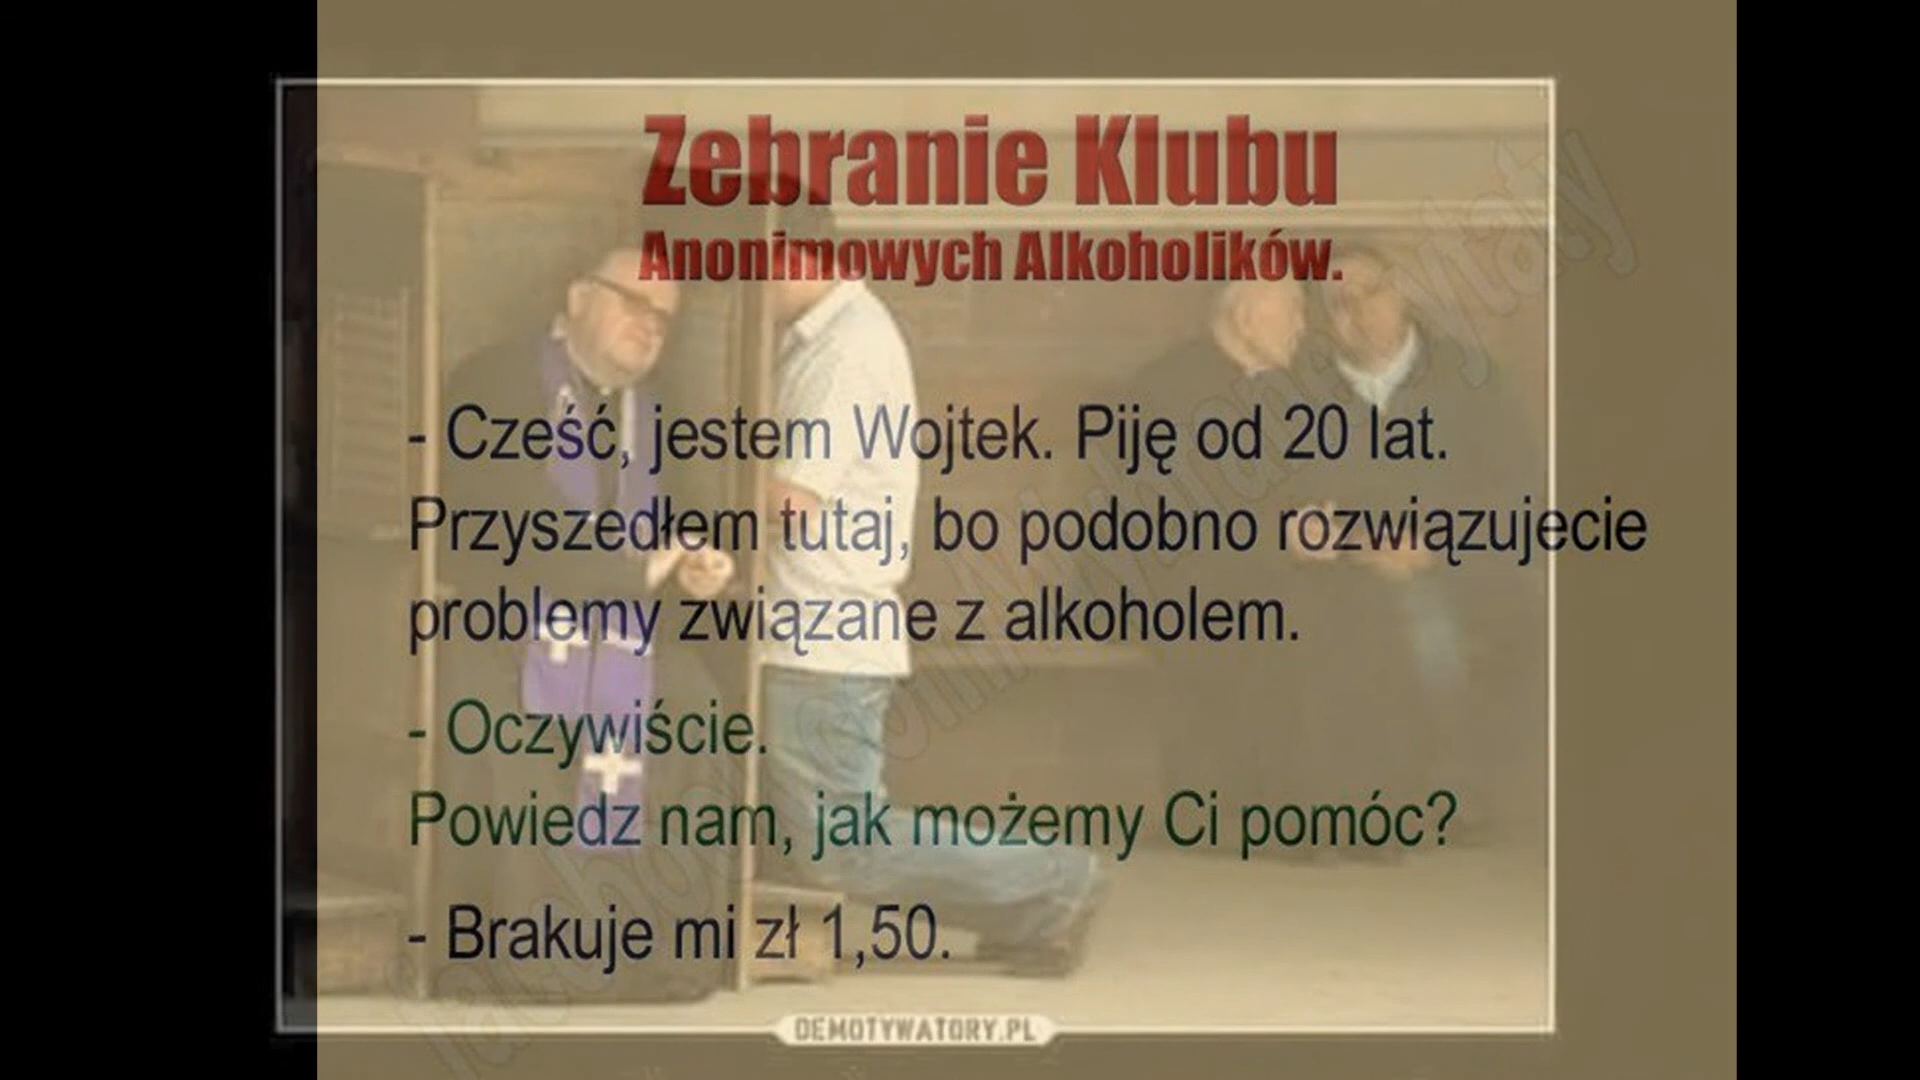 Zebranie Klubu
Anonimowych Alkoholików.
- Cześć, jestem Wojtek. Piję od 20 lat.
Przyszedłem tutaj, bo podobno rozwiązujecie
problemy związane z alkoholem.
- Oczywiście.
Powiedz nam, jak możemy Ci pomóc?
- Brakuje mi zł 1,50.
DEMOTYWATORY.PL